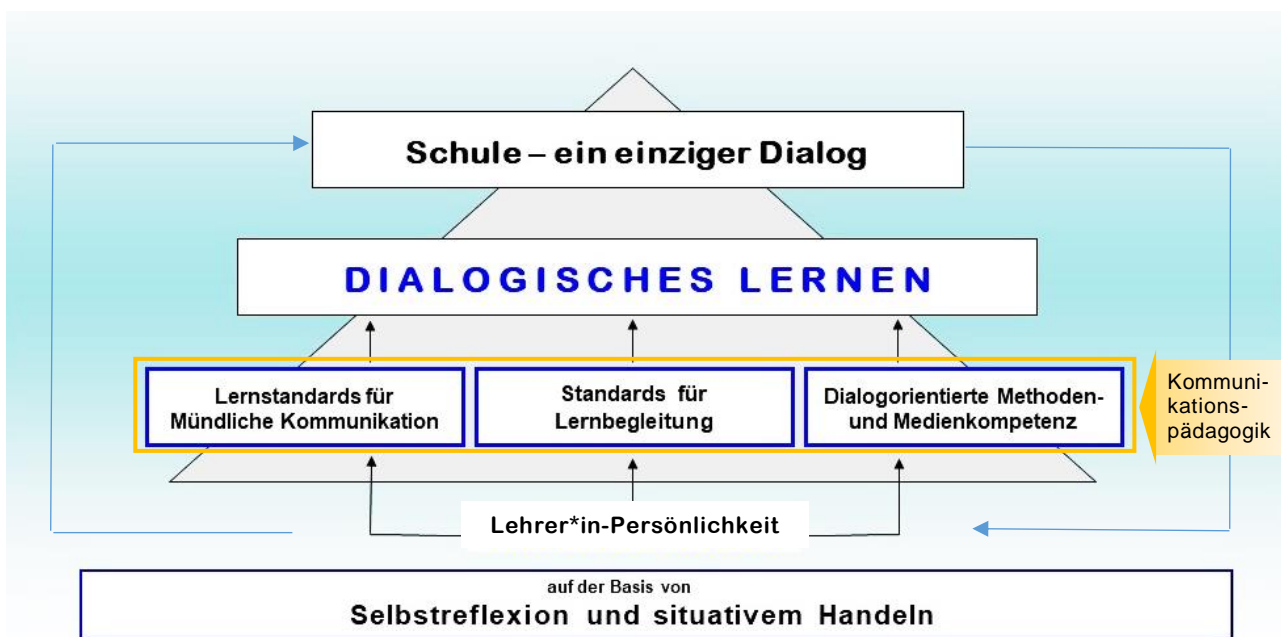 Schule – ein einziger Dialog
DIALOGISCHES LERNEN
Lernstandards für
Mündliche Kommunikation
Standards für
Lernbegleitung
Dialogorientierte Methoden-
und Medienkompetenz
Kommuni-
kations-
pädagogik
Lehrer*in-Persönlichkeit
auf der Basis von
Selbstreflexion und situativem Handeln